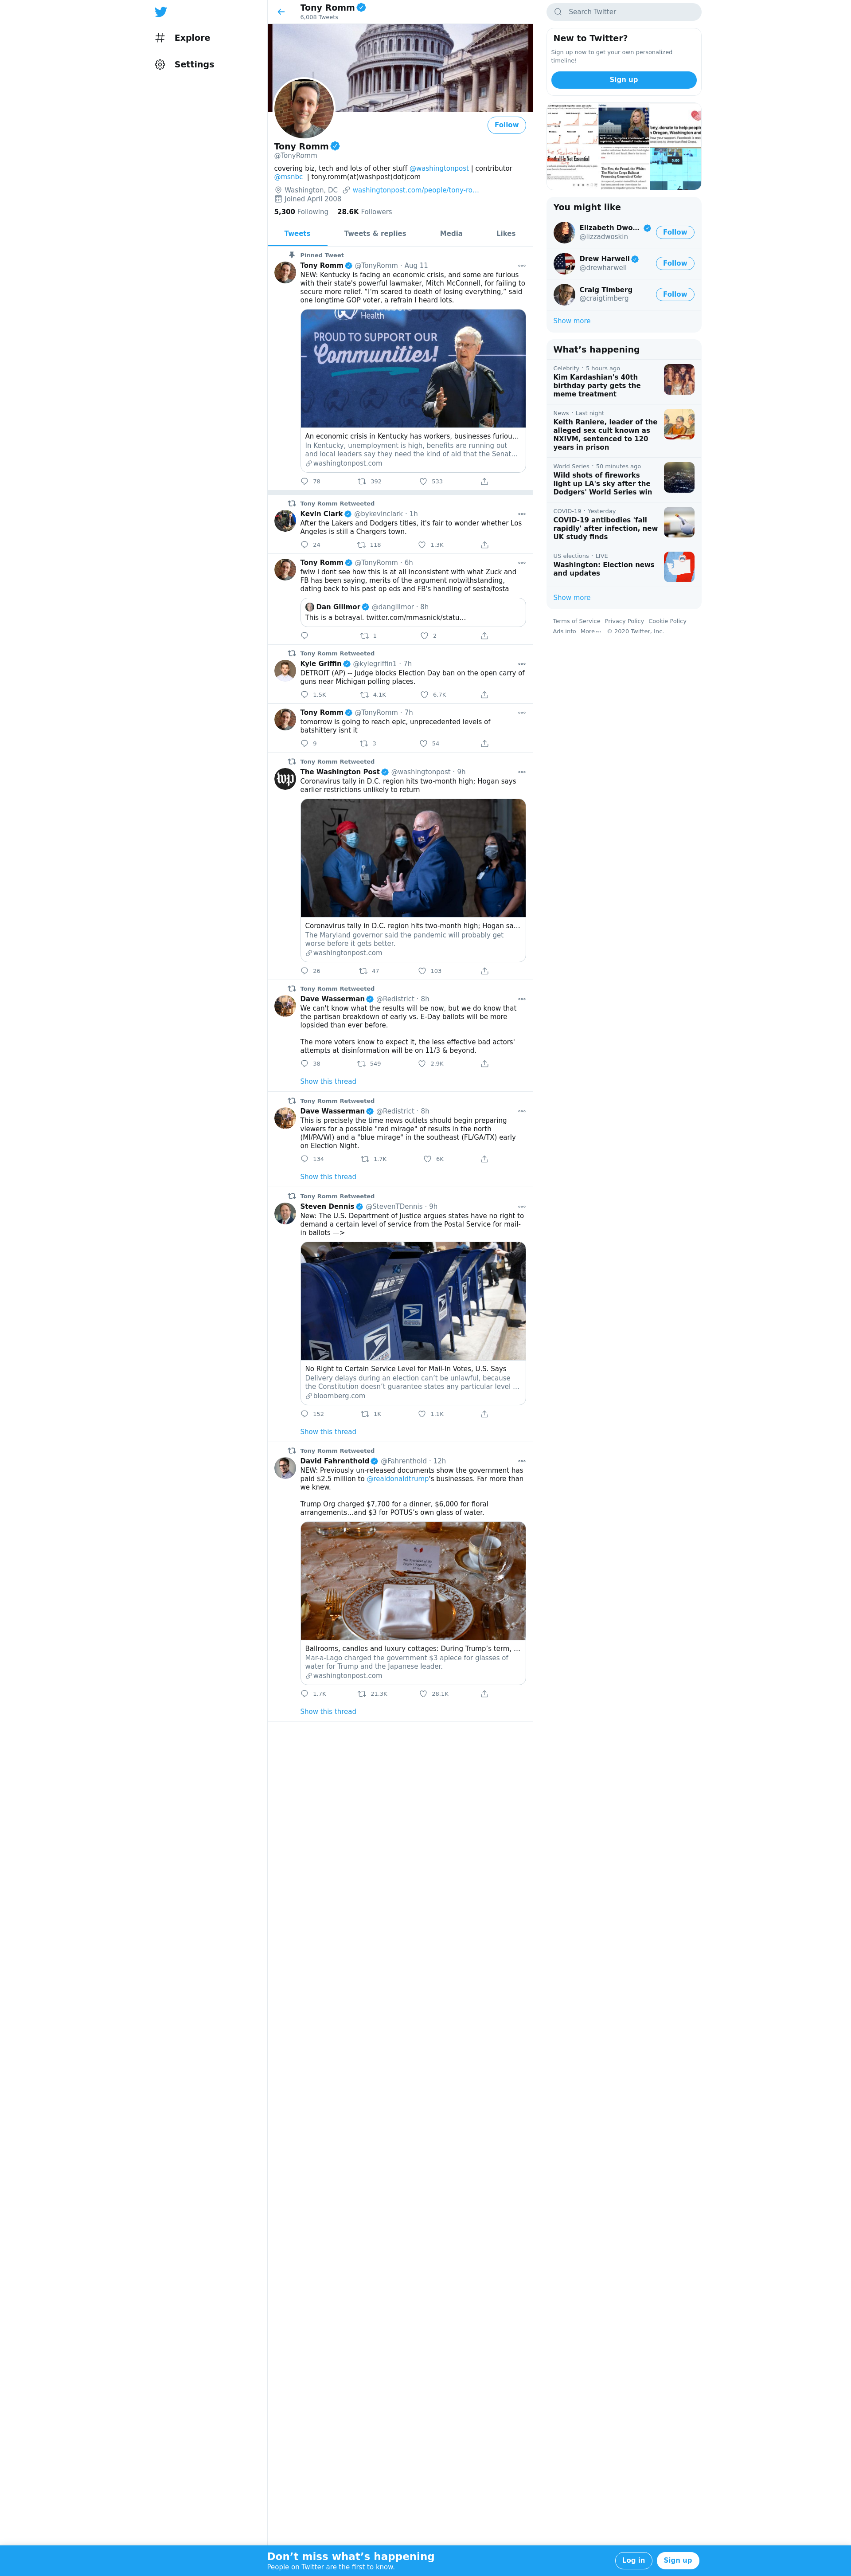 Explore
Settings
Tony Romm
6,008 Tweets
Follow
Tony Romm
@TonyRomm
covering biz, tech and lots of other stuff @washingtonpost | contributor
@msnbc | tony.romm(at)washpost(dot)com
Washington, DC washingtonpost.com/people/tony-ro…
Joined April 2008
5,300 Following 28.6K Followers
Tweets Tweets & replies Media Likes
Pinned Tweet
Tony Romm @TonyRomm · Aug 11
NEW: Kentucky is facing an economic crisis, and some are furious
with their state's powerful lawmaker, Mitch McConnell, for failing to
secure more relief. "I'm scared to death of losing everything," said
one longtime GOP voter, a refrain I heard lots.
Health
PROUD TO SUPPORT OUR
Communities!
An economic crisis in Kentucky has workers, businesses furiou…
In Kentucky, unemployment is high, benefits are running out
and local leaders say they need the kind of aid that the Senat…
washingtonpost.com
78 392 533
Tony Romm Retweeted
Kevin Clark @bykevinclark · 1h
After the Lakers and Dodgers titles, it's fair to wonder whether Los
Angeles is still a Chargers town.
24 118 1.3K
Tony Romm @TonyRomm · 6h
fwiw i dont see how this is at all inconsistent with what Zuck and
FB has been saying, merits of the argument notwithstanding,
dating back to his past op eds and FB's handling of sesta/fosta
Dan Gillmor @dangillmor · 8h
This is a betrayal. twitter.com/mmasnick/statu…
1 2
Tony Romm Retweeted
Kyle Griffin @kylegriffin1 · 7h
DETROIT (AP) -- Judge blocks Election Day ban on the open carry of
guns near Michigan polling places.
1.5K 4.1K 6.7K
Tony Romm @TonyRomm · 7h
tomorrow is going to reach epic, unprecedented levels of
batshittery isnt it
9 3 54
Tony Romm Retweeted
wp
The Washington Post @washingtonpost · 9h
Coronavirus tally in D.C. region hits two-month high; Hogan says
earlier restrictions unlikely to return
Coronavirus tally in D.C. region hits two-month high; Hogan sa…
The Maryland governor said the pandemic will probably get
worse before it gets better.
washingtonpost.com
26 47 103
Tony Romm Retweeted
Dave Wasserman @Redistrict · 8h
We can't know what the results will be now, but we do know that
the partisan breakdown of early vs. E-Day ballots will be more
lopsided than ever before.
The more voters know to expect it, the less effective bad actors'
attempts at disinformation will be on 11/3 & beyond.
38 549 2.9K
Show this thread
Tony Romm Retweeted
Dave Wasserman @Redistrict · 8h
This is precisely the time news outlets should begin preparing
viewers for a possible "red mirage" of results in the north
(MI/PA/WI) and a "blue mirage" in the southeast (FL/GA/TX) early
on Election Night.
134 1.7K 6K
Show this thread
Tony Romm Retweeted
Steven Dennis @StevenTDennis · 9h
New: The U.S. Department of Justice argues states have no right to
demand a certain level of service from the Postal Service for mail-
in ballots —>
No Right to Certain Service Level for Mail-In Votes, U.S. Says
Delivery delays during an election can't be unlawful, because
the Constitution doesn't guarantee states any particular level …
bloomberg.com
152 1K 1.1K
Show this thread
Tony Romm Retweeted
David Fahrenthold @Fahrenthold · 12h
NEW: Previously un-released documents show the government has
paid $2.5 million to @realdonaldtrump's businesses. Far more than
we knew.
Trump Org charged $7,700 for a dinner, $6,000 for floral
arrangements...and $3 for POTUS's own glass of water.
Ballrooms, candles and luxury cottages: During Trump's term, …
Mar-a-Lago charged the government $3 apiece for glasses of
water for Trump and the Japanese leader.
washingtonpost.com
1.7K 21.3K 28.1K
Show this thread
Search Twitter
New to Twitter?
Sign up now to get your own personalized
timeline!
Sign up
You might like
Elizabeth Dwo…
@lizzadwoskin
Follow
Drew Harwell
@drewharwell
Follow
Craig Timberg
@craigtimberg
Follow
Show more
What's happening
Celebrity · 5 hours ago
Kim Kardashian's 40th
birthday party gets the
meme treatment
News · Last night
Keith Raniere, leader of the
alleged sex cult known as
NXIVM, sentenced to 120
years in prison
World Series · 50 minutes ago
Wild shots of fireworks
light up LA's sky after the
Dodgers' World Series win
COVID-19 · Yesterday
COVID-19 antibodies 'fall
rapidly' after infection, new
UK study finds
US elections · LIVE
Washington: Election news
and updates
Show more
Terms of Service Privacy Policy Cookie Policy
Ads info More © 2020 Twitter, Inc.
Don't miss what's happening
People on Twitter are the first to know.
Log in
Sign up